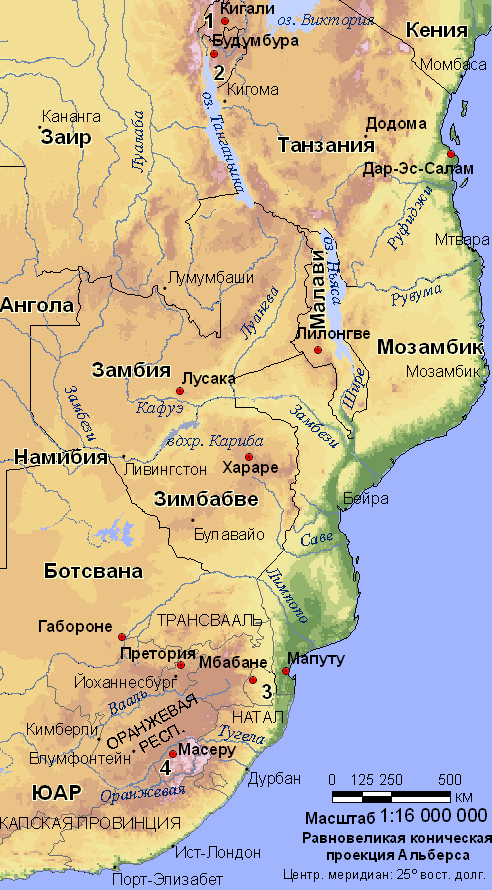 Кигали
1
оз. Виктория
Кения
Будумбура
2
Момбаса
Кигома
Кананга
Заир
Луалаба
оз. Танганьика
Додома
Танзания
Дар-Эс-Салам
Руфиджи
Мтвара
оз. Ньяса
Малави
Лумумбаши
Рувума
Ангола
Луангва
Лилонгве
Мозамбик
Замбия
Мозамбик
Лусака
Шире
Кафуэ
Замбези
Замбези
вдхр. Кариба
Намибия
Ливингстон
Хараре
Зимбабве
Бейра
Булавайо
Саве
Ботсвана
Лимпопо
ТРАНСВААЛЬ
Габороне
Претория
Мбабане
Мапуту
Йоханнесбург
3
Вааль
НАТАЛ
ОРАНЖЕВАЯ
РЕСП.
Кимберли
Тугела
Блумфонтейн
Масеру
4
Дурбан
ЮАР
Оранжевая
0 125 250 500
км
Масштаб 1:16 000 000
КАПСКАЯ ПРОВИНЦИЯ
Равновеликая коническая
проекция Альберса
Ист-Лондон
Центр. меридиан: 25° вост. долг.
Порт-Элизабет